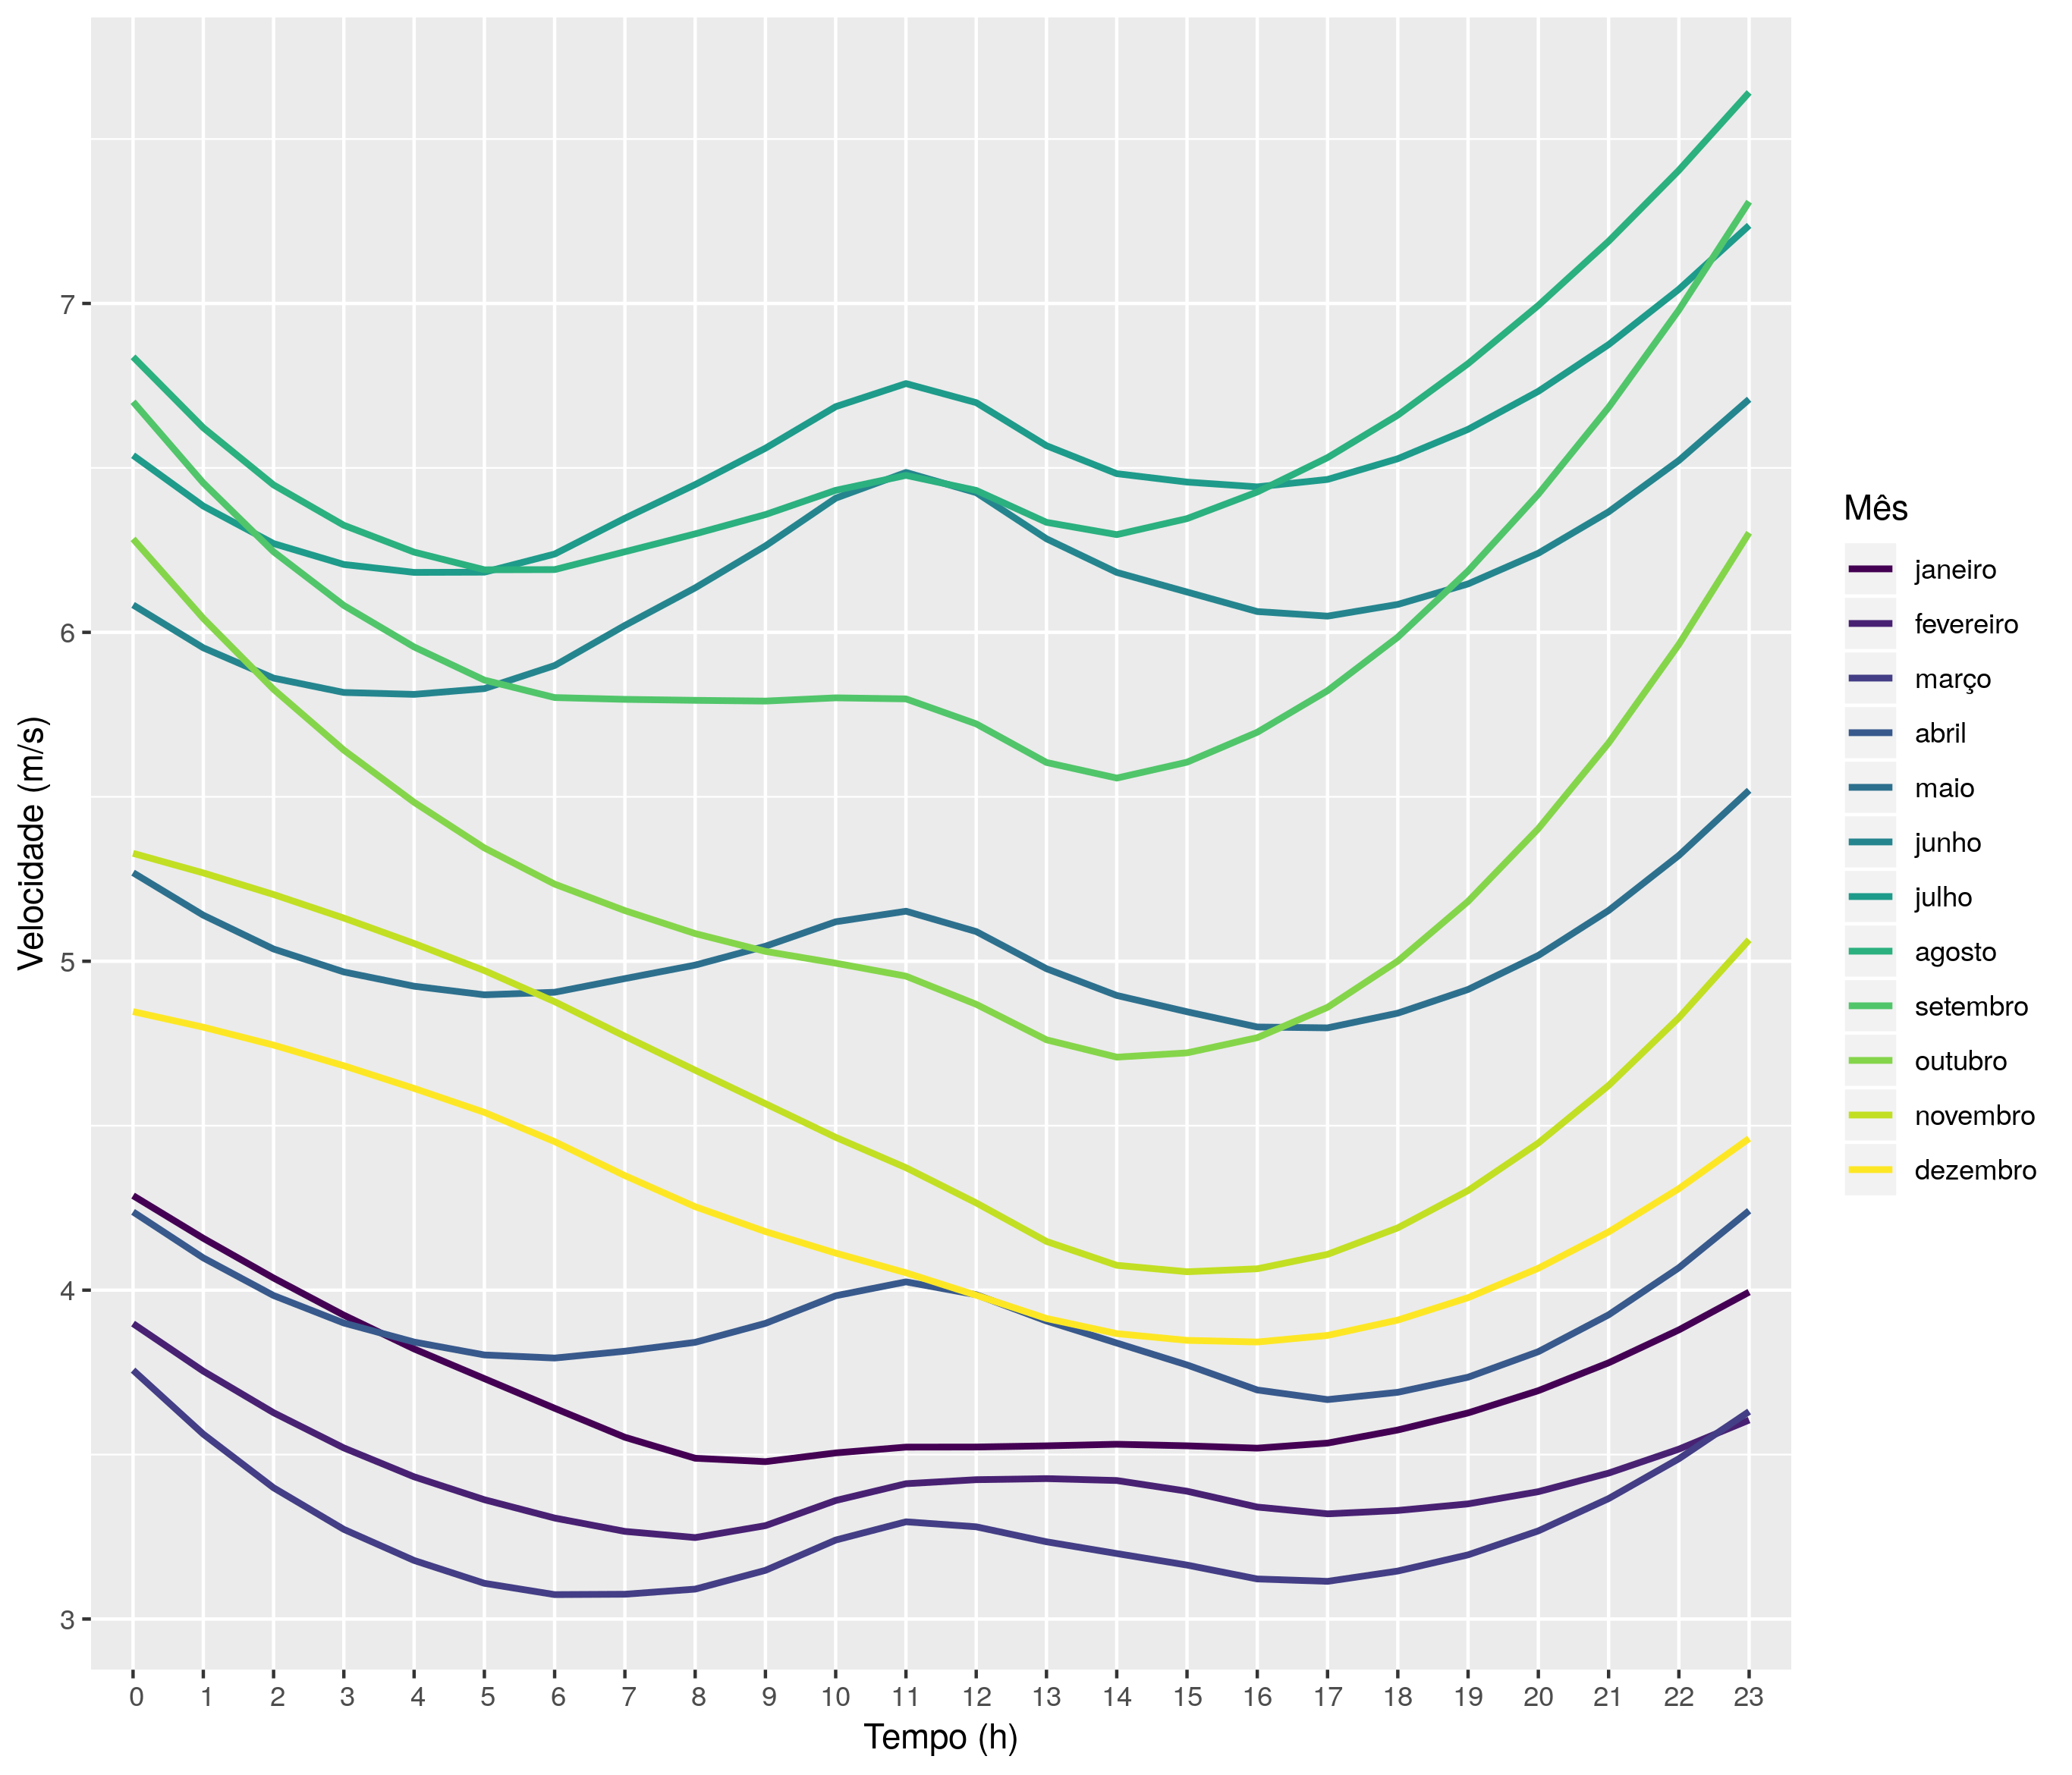 7
6
5
4
3
Velocidade (m/s)
0 1 2 3 4 5 6 7 8 9 10 11 12 13 14 15 16 17 18 19 20 21 22 23
Tempo (h)
Mês
janeiro
fevereiro
março
abril
maio
junho
julho
agosto
setembro
outubro
novembro
dezembro